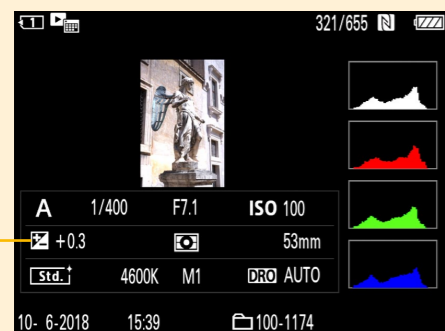 1 321/655 N
A 1/400 F7.1 ISO 100
+0.3 53mm
Std. 4600K M1 DRO AUTO
10- 6-2018 15:39 100-1174